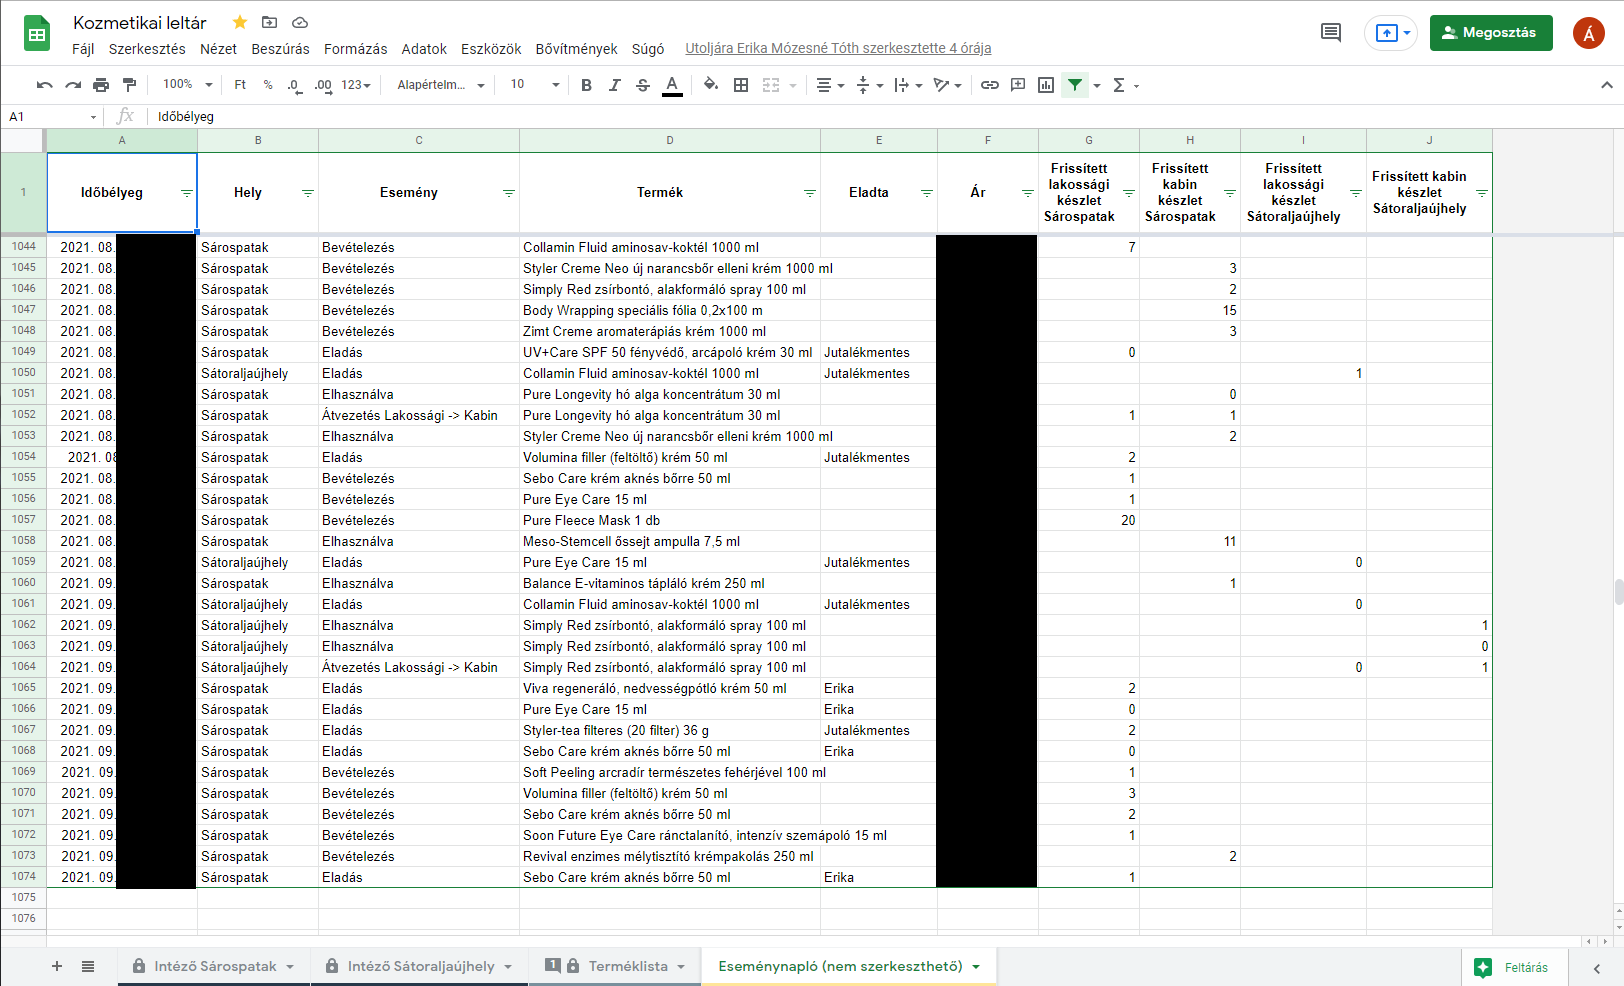 Kozmetikai leltár
Fájl Szerkesztés Nézet Beszúrás Formázás Adatok Eszközök Bővítmények Súgó Utoljára Erika Mózesné Tóth szerkesztette 4 órája
Megosztás
Á
100% Ft % .0 .00 123 Alapértelm... 10 B I S A Σ
A1 fx Időbélyeg
A B C D E F G H I J
1 Időbélyeg Hely Esemény Termék Eladta Ár Frissített lakossági készlet Sárospatak Frissített kabin készlet Sárospatak Frissített lakossági készlet Sátoraljaújhely Frissített kabin készlet Sátoraljaújhely
1044 2021. 08. Sárospatak Bevételezés Collamin Fluid aminosav-koktél 1000 ml 7
1045 2021. 08. Sárospatak Bevételezés Styler Creme Neo új narancsbőr elleni krém 1000 ml 3
1046 2021. 08. Sárospatak Bevételezés Simply Red zsírbontó, alakformáló spray 100 ml 2
1047 2021. 08. Sárospatak Bevételezés Body Wrapping speciális fólia 0,2x100 m 15
1048 2021. 08. Sárospatak Bevételezés Zimt Creme aromaterápiás krém 1000 ml 3
1049 2021. 08. Sárospatak Eladás UV+Care SPF 50 fényvédő, arcápoló krém 30 ml Jutalékmentes 0
1050 2021. 08. Sátoraljaújhely Eladás Collamin Fluid aminosav-koktél 1000 ml Jutalékmentes 1
1051 2021. 08. Sárospatak Elhasználva Pure Longevity hó alga koncentrátum 30 ml 0
1052 2021. 08. Sárospatak Átvezetés Lakossági -> Kabin Pure Longevity hó alga koncentrátum 30 ml 1 1
1053 2021. 08. Sárospatak Elhasználva Styler Creme Neo új narancsbőr elleni krém 1000 ml 2
1054 2021. 08 Sárospatak Eladás Volumina filler (feltöltő) krém 50 ml Jutalékmentes 2
1055 2021. 08. Sárospatak Bevételezés Sebo Care krém aknés bőrre 50 ml 1
1056 2021. 08. Sárospatak Bevételezés Pure Eye Care 15 ml 1
1057 2021. 08. Sárospatak Bevételezés Pure Fleece Mask 1 db 20
1058 2021. 08. Sárospatak Elhasználva Meso-Stemcell őssejt ampulla 7,5 ml 11
1059 2021. 08. Sátoraljaújhely Eladás Pure Eye Care 15 ml Jutalékmentes 0
1060 2021. 09. Sárospatak Elhasználva Balance E-vitaminos tápláló krém 250 ml 1
1061 2021. 09. Sátoraljaújhely Eladás Collamin Fluid aminosav-koktél 1000 ml Jutalékmentes 0
1062 2021. 09. Sátoraljaújhely Elhasználva Simply Red zsírbontó, alakformáló spray 100 ml 1
1063 2021. 09. Sátoraljaújhely Elhasználva Simply Red zsírbontó, alakformáló spray 100 ml 0
1064 2021. 09. Sátoraljaújhely Átvezetés Lakossági -> Kabin Simply Red zsírbontó, alakformáló spray 100 ml 0 1
1065 2021. 09. Sárospatak Eladás Viva regeneráló, nedvességpótló krém 50 ml Erika 2
1066 2021. 09. Sárospatak Eladás Pure Eye Care 15 ml Erika 0
1067 2021. 09. Sárospatak Eladás Styler-tea filteres (20 filter) 36 g Jutalékmentes 2
1068 2021. 09. Sárospatak Eladás Sebo Care krém aknés bőrre 50 ml Erika 0
1069 2021. 09. Sárospatak Bevételezés Soft Peeling arcradír természetes fehérjével 100 ml 1
1070 2021. 09. Sárospatak Bevételezés Volumina filler (feltöltő) krém 50 ml 3
1071 2021. 09. Sárospatak Bevételezés Sebo Care krém aknés bőrre 50 ml 2
1072 2021. 09. Sárospatak Bevételezés Soon Future Eye Care ránctalanító, intenzív szemápoló 15 ml 1
1073 2021. 09. Sárospatak Bevételezés Revival enzimes mélytisztító krémpakolás 250 ml 2
1074 2021. 09. Sárospatak Eladás Sebo Care krém aknés bőrre 50 ml Erika 1
1075
1076
Intéző Sárospatak Intéző Sátoraljaújhely 1 Terméklista Eseménynapló (nem szerkeszthető) Feltárás